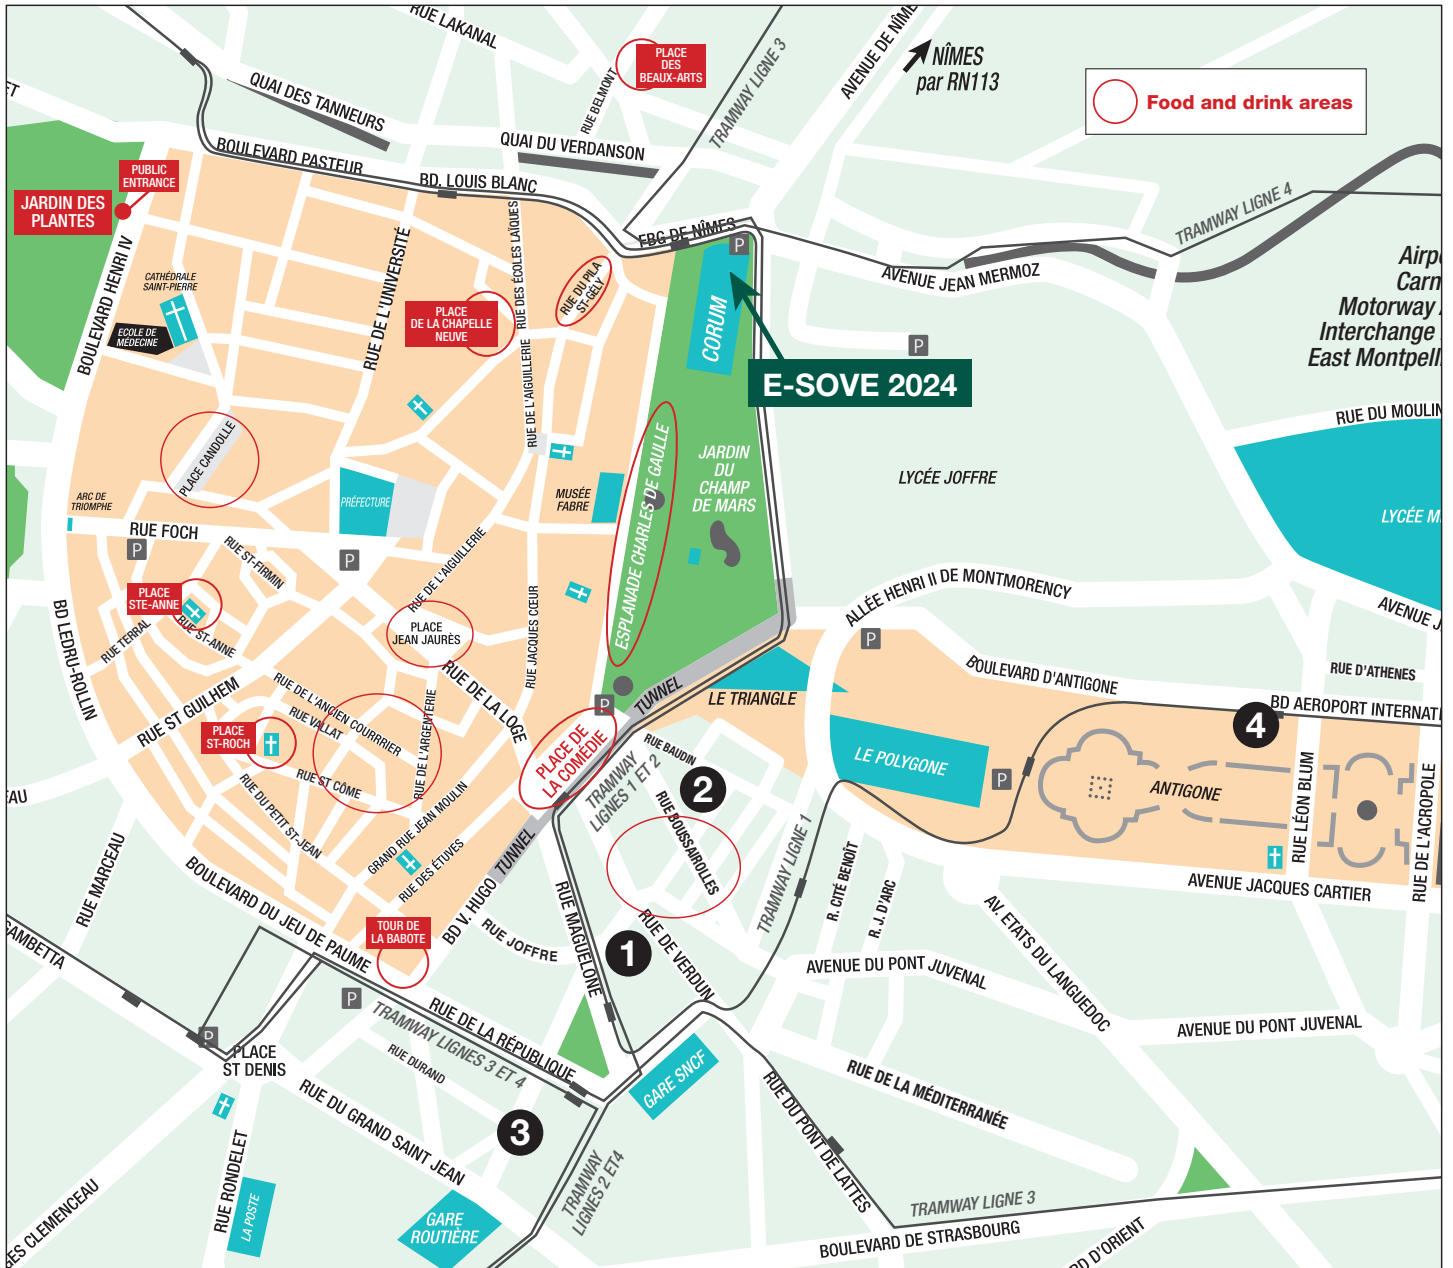 RUE LAKANAL
PLACE
DES
BEAUX-ARTS
RUE BELMONT
TRAMWAY LIGNE 3
AVENUE DE NÎME
NÎMES
par RN113
Food and drink areas
ET
QUAI DES TANNEURS
QUAI DU VERDANSON
BOULEVARD PASTEUR
BD. LOUIS BLANC
PUBLIC
ENTRANCE
JARDIN DES
PLANTES
BOULEVARD HENRI IV
CATHÉDRALE
SAINT-PIERRE
ECOLE DE
MÉDECINE
RUE DE L'UNIVERSITÉ
RUE DES ÉCOLES LAÏQUES
PLACE
DE LA CHAPELLE
NEUVE
RUE DU PILA
ST-GÉLY
FBG DE NÎMES
P
TRAMWAY LIGNE 4
AVENUE JEAN MERMOZ
CORUM
E-SOVE 2024
P
Airp
Carn
Motorway
Interchange
East Montpell
RUE DU MOULIN
RUE DE L'AIGUILLERIE
PLACE CANDOLLE
ARC DE
TRIOMPHE
PRÉFECTURE
MUSÉE
FABRE
ESPLANADE CHARLES DE GAULLE
JARDIN
DU
CHAMP
DE MARS
LYCÉE JOFFRE
LYCÉE M
RUE FOCH
P
P
RUE ST-FIRMIN
RUE DE L'AIGUILLERIE
PLACE
STE-ANNE
RUE ST-ANNE
RUE TERRAL
BD LEDRU-ROLLIN
PLACE
JEAN JAURÈS
RUE JACQUES CŒUR
ALLÉE HENRI II DE MONTMORENCY
P
AVENUE J
RUE D'ATHENES
BOULEVARD D'ANTIGONE
BD AEROPORT INTERNATI
4
RUE DE LA LOGE
RUE ST GUILHEM
RUE DE L'ANCIEN COURRRIER
RUE VALLAT
RUE DE L'ARGENTERIE
PLACE
ST-ROCH
RUE ST CÔME
P
TUNNEL
LE TRIANGLE
PLACE DE
LA COMÉDIE
RUE BAUDIN
TRAMWAY
LIGNES 1 ET 2
2
RUE BOUSSAIROLLES
LE POLYGONE
P
ANTIGONE
RUE LÉON BLUM
RUE DE L'ACROPOLE
AVENUE JACQUES CARTIER
EAU
RUE MARCEAU
RUE DU PETIT ST-JEAN
GRAND RUE JEAN MOULIN
RUE DES ÉTUVES
TUNNEL
BD V. HUGO
BOULEVARD DU JEU DE PAUME
TOUR DE
LA BABOTE
RUE JOFFRE
RUE MAGUELONE
1
RUE DE VERDUN
TRAMWAY LIGNE 1
R. CITÉ BENOÎT
R. J. D'ARC
AVENUE DU PONT JUVENAL
AV. ETATS DU LANGUEDOC
AVENUE DU PONT JUVENAL
GAMBETTA
P
P
PLACE
ST DENIS
RUE DE LA RÉPUBLIQUE
TRAMWAY LIGNES 3 ET 4
RUE DURAND
RUE DU GRAND SAINT JEAN
3
GARE SNCF
RUE DE LA MÉDITERRANÉE
RUE DU PONT DE LATTES
TRAMWAY
LIGNES 2 ET4
RUE RONDELET
LA POSTE
GARE
ROUTIÈRE
GES CLEMENCEAU
TRAMWAY LIGNE 3
BOULEVARD DE STRASBOURG
RD D'ORIENT